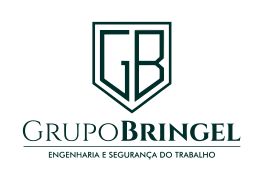 GB
GRUPOBRINGEL
ENGENHARIA E SEGURANÇA DO TRABALHO